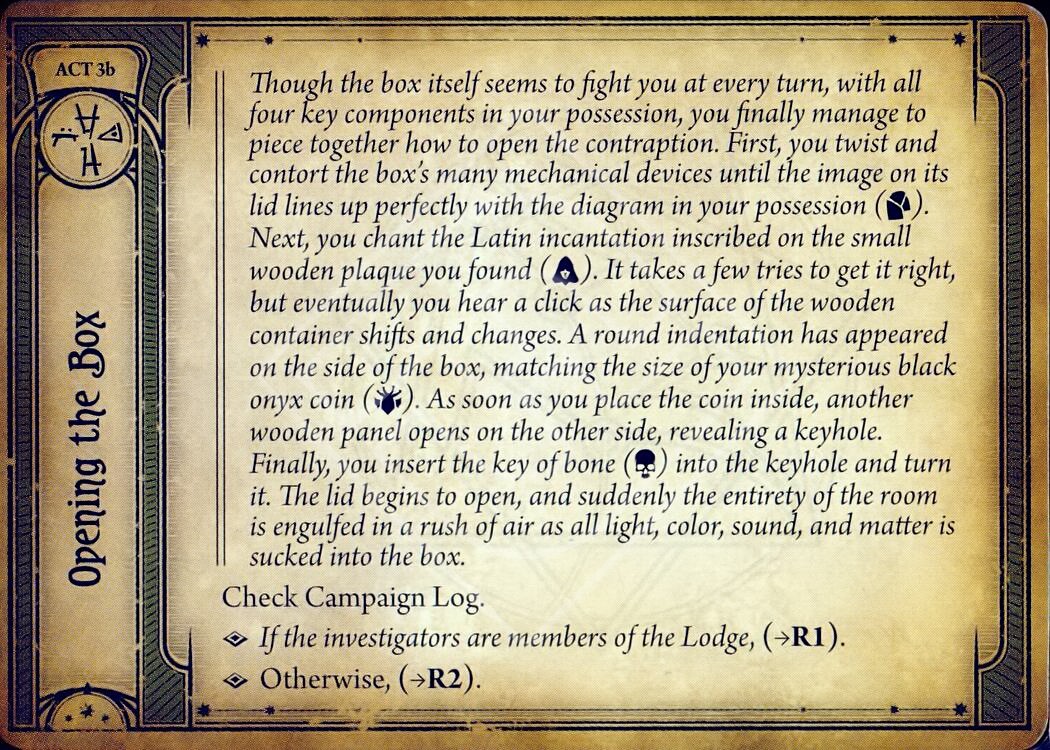 ACT 3b
Opening the Box
Though the box itself seems to fight you at every turn, with all
four key components in your possession, you finally manage to
piece together how to open the contraption. First, you twist and
contort the box's many mechanical devices until the image on its
lid lines up perfectly with the diagram in your possession ( ).
Next, you chant the Latin incantation inscribed on the small
wooden plaque you found ( ). It takes a few tries to get it right,
but eventually you hear a click as the surface of the wooden
container shifts and changes. A round indentation has appeared
on the side of the box, matching the size of your mysterious black
onyx coin ( ). As soon as you place the coin inside, another
wooden panel opens on the other side, revealing a keyhole.
Finally, you insert the key of bone ( ) into the keyhole and turn
it. The lid begins to open, and suddenly the entirety of the room
is engulfed in a rush of air as all light, color, sound, and matter is
sucked into the box.
Check Campaign Log.
If the investigators are members of the Lodge, (→R1).
Otherwise, (→R2).